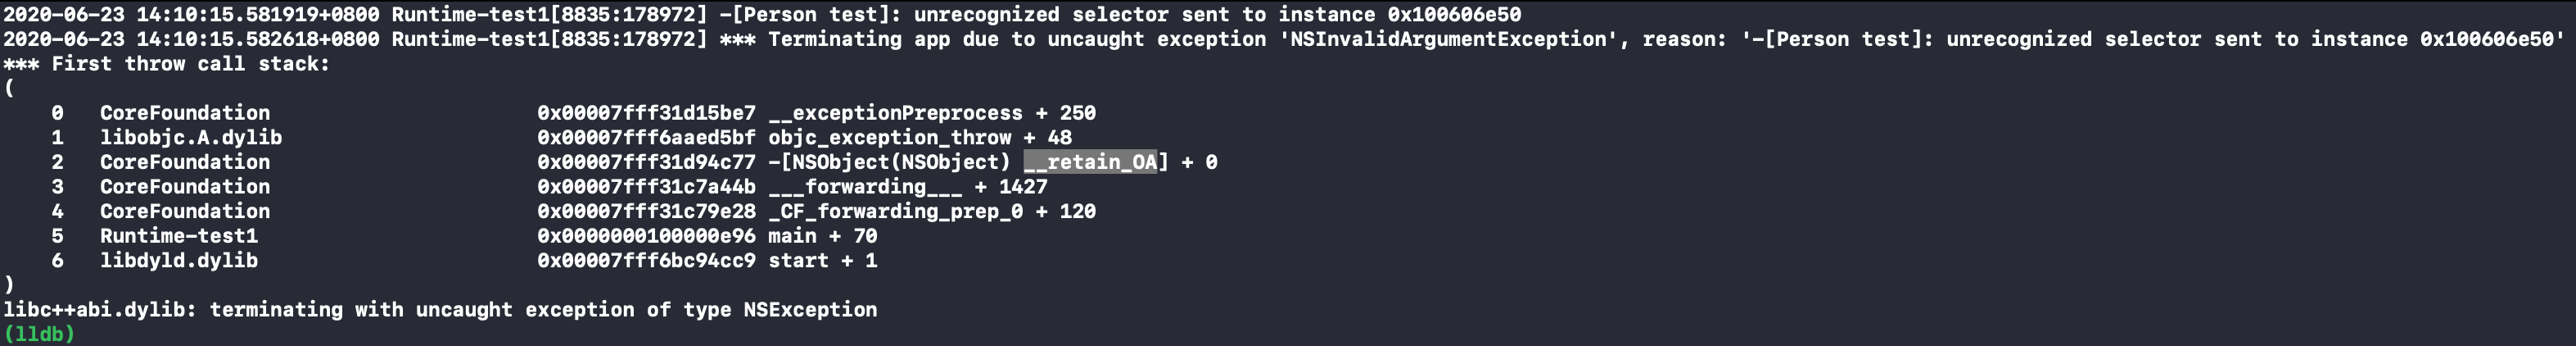 2020-06-23 14:10:15.581919+0800 Runtime-test1[8835:178972] -[Person test]: unrecognized selector sent to instance 0x100606e50
2020-06-23 14:10:15.582618+0800 Runtime-test1[8835:178972] *** Terminating app due to uncaught exception 'NSInvalidArgumentException', reason: '-[Person test]: unrecognized selector sent to instance 0x100606e50'
*** First throw call stack:
(
    0   CoreFoundation                      0x00007fff31d15be7 __exceptionPreprocess + 250
    1   libobjc.A.dylib                     0x00007fff6aaed5bf objc_exception_throw + 48
    2   CoreFoundation                      0x00007fff31d94c77 -[NSObject(NSObject) __retain_OA] + 0
    3   CoreFoundation                      0x00007fff31c7a44b ___forwarding___ + 1427
    4   CoreFoundation                      0x00007fff31c79e28 _CF_forwarding_prep_0 + 120
    5   Runtime-test1                       0x0000000100000e96 main + 70
    6   libdyld.dylib                       0x00007fff6bc94cc9 start + 1
)
libc++abi.dylib: terminating with uncaught exception of type NSException
(lldb)